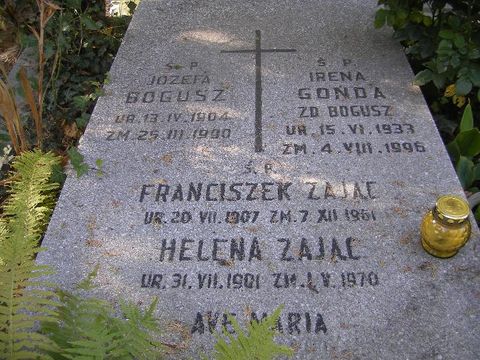 Ś. P.
JÓZEFA
BOGUSZ
UR. 13. IV. 1904
ZM. 25. III. 1990
Ś. P.
IRENA
GONDA
ZD. BOGUSZ
UR. 15. VI. 1933
ZM. 4. VIII. 1996
Ś. P.
FRANCISZEK ZAJĄC
UR. 20. VII. 1907 ZM. 7. XII. 1961
HELENA ZAJĄC
UR. 31. VII. 1901 ZM. I. V. 1970
AVE MARIA